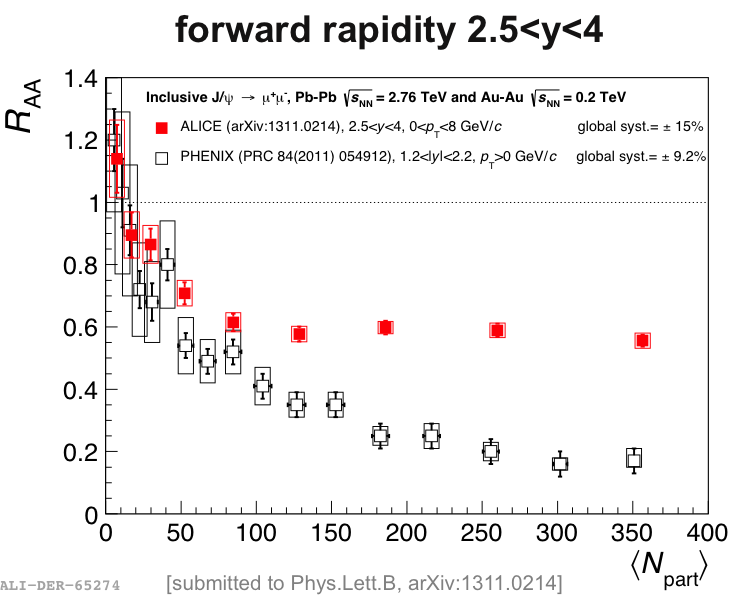 forward rapidity 2.5<y<4
R_AA
1.4
Inclusive J/ψ → μ⁺μ⁻, Pb-Pb √s_NN = 2.76 TeV and Au-Au √s_NN = 0.2 TeV
ALICE (arXiv:1311.0214), 2.5<y<4, 0<p_T<8 GeV/c global syst.= ± 15%
1.2
PHENIX (PRC 84(2011) 054912), 1.2<|y|<2.2, p_T>0 GeV/c global syst.= ± 9.2%
1
0.8
0.6
0.4
0.2
0
0 50 100 150 200 250 300 350 400
⟨N_part⟩
ALI-DER-65274 [submitted to Phys.Lett.B, arXiv:1311.0214]